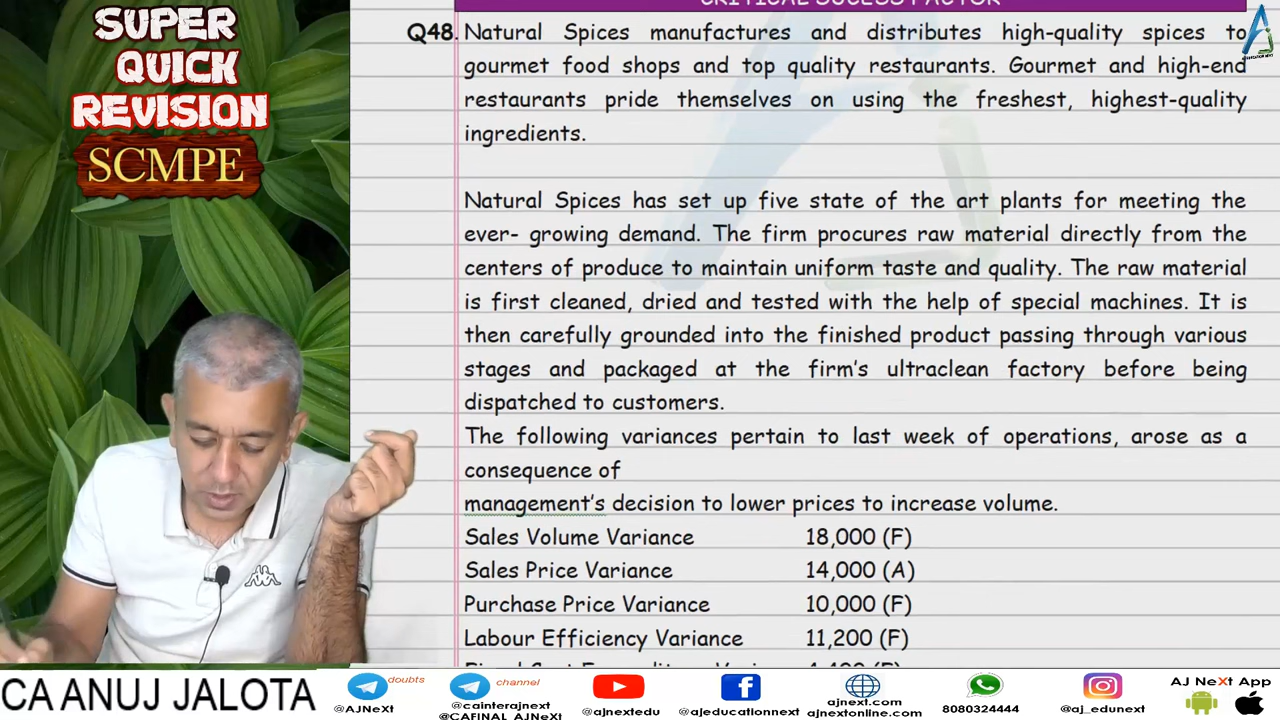 CRITICAL SUCESS FACTOR
SUPER
QUICK
REVISION
SCMPE
Q48. Natural Spices manufactures and distributes high-quality spices to
gourmet food shops and top quality restaurants. Gourmet and high-end
restaurants pride themselves on using the freshest, highest-quality
ingredients.
Natural Spices has set up five state of the art plants for meeting the
ever- growing demand. The firm procures raw material directly from the
centers of produce to maintain uniform taste and quality. The raw material
is first cleaned, dried and tested with the help of special machines. It is
then carefully grounded into the finished product passing through various
stages and packaged at the firm's ultraclean factory before being
dispatched to customers.
The following variances pertain to last week of operations, arose as a
consequence of
management's decision to lower prices to increase volume.
Sales Volume Variance 18,000 (F)
Sales Price Variance 14,000 (A)
Purchase Price Variance 10,000 (F)
Labour Efficiency Variance 11,200 (F)
CA ANUJ JALOTA
doubts
@AJNeXt
channel
@cainterajnext
@CAFINAL_AJNeXt
@ajnextedu
@ajeducationnext
ajnext.com
ajnextonline.com
8080324444
@aj_edunext
AJ NeXt App